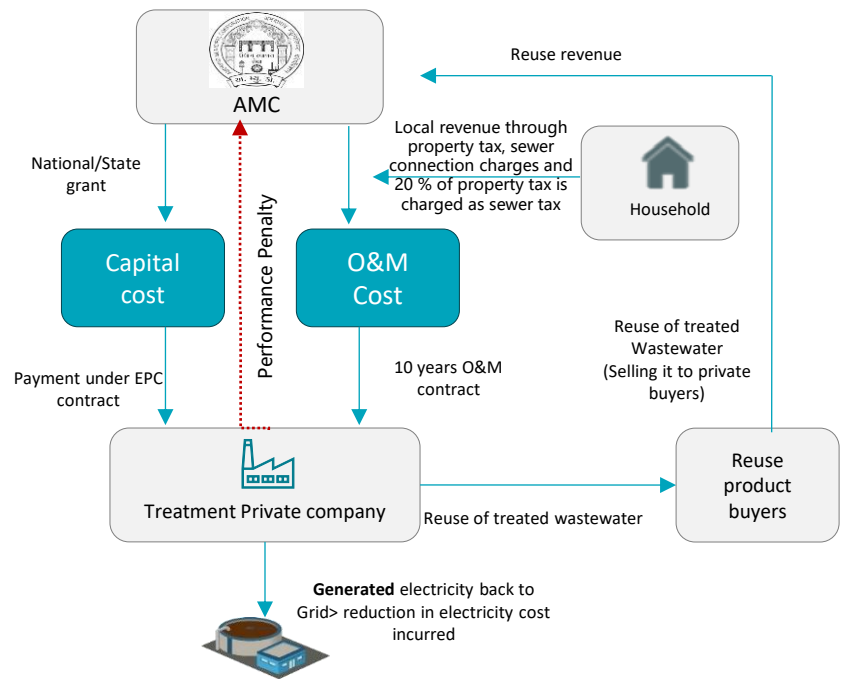 AMC
Reuse revenue
National/State
grant
Local revenue through
property tax, sewer
connection charges and
20 % of property tax is
charged as sewer tax
Household
Capital
cost
O&M
Cost
Performance Penalty
Payment under EPC
contract
10 years O&M
contract
Reuse of treated
Wastewater
(Selling it to private
buyers)
Treatment Private company
Reuse of treated wastewater
Reuse
product
buyers
Generated electricity back to
Grid> reduction in electricity cost
incurred